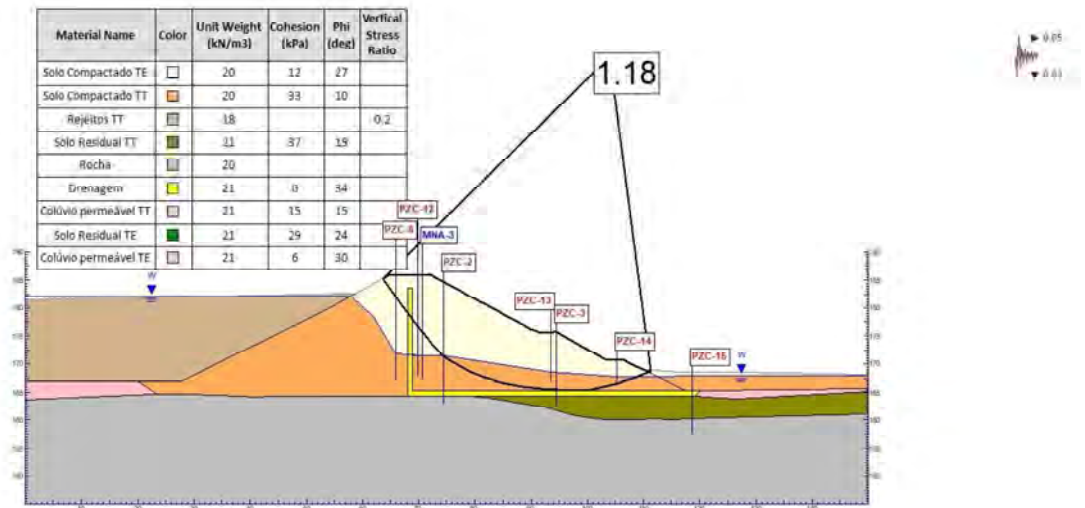 Material Name Color Unit Weight (kN/m3) Cohesion (kPa) Phi (deg) Vertical Stress Ratio
Solo Compactado TE 20 12 27
Solo Compactado TT 20 33 10
Rejeitos TT 18 0.2
Solo Residual TT 37
Rocha 20
Drenagem 21 0 34
Colúvio permeável TT 21 15 15
Solo Residual TE 21 29 24
Colúvio permeável TE 21 6 30
1.18
0.05
0.03
PZC-12
PZC-8
MNA-3
PZC-2
PZC-13
PZC-3
PZC-14
PZC-15
W
W